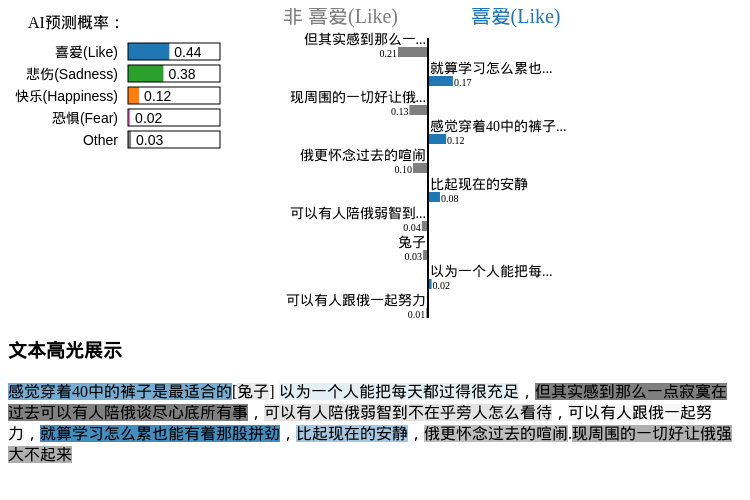 AI预测概率：
喜爱(Like) 0.44
悲伤(Sadness) 0.38
快乐(Happiness) 0.12
恐惧(Fear) 0.02
Other 0.03
非 喜爱(Like) 喜爱(Like)
但其实感到那么一...
0.21
就算学习怎么累也...
0.17
现周围的一切好让俄...
0.13
感觉穿着40中的裤子...
0.12
俄更怀念过去的喧闹
0.10
比起现在的安静
0.08
可以有人陪俄弱智到...
0.04
兔子
0.03
以为一个人能把每...
0.02
可以有人跟俄一起努力
0.01
文本高光展示
感觉穿着40中的裤子是最适合的[兔子] 以为一个人能把每天都过得很充足，但其实感到那么一点寂寞在
过去可以有人陪俄谈尽心底所有事，可以有人陪俄弱智到不在乎旁人怎么看待，可以有人跟俄一起努
力，就算学习怎么累也能有着那股拼劲，比起现在的安静，俄更怀念过去的喧闹.现周围的一切好让俄强
大不起来